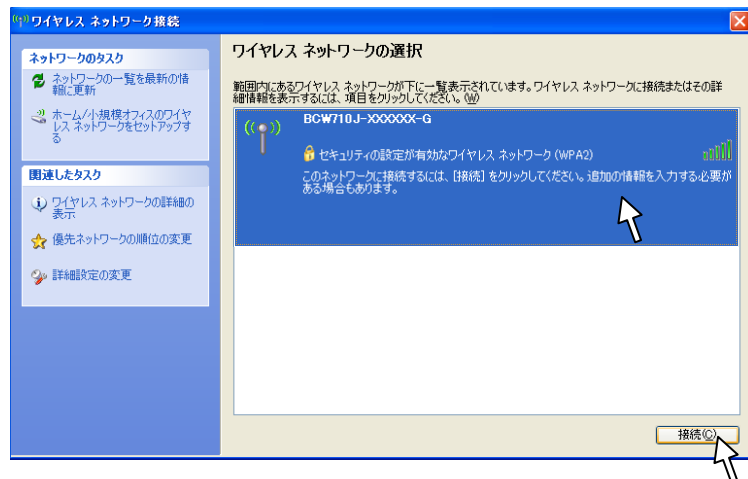 ワイヤレス ネットワーク接続
ネットワークのタスク
ネットワークの一覧を最新の情
報に更新
ホーム/小規模オフィスのワイヤ
レス ネットワークをセットアップす
る
関連したタスク
ワイヤレス ネットワークの詳細の
表示
優先ネットワークの順位の変更
詳細設定の変更
ワイヤレス ネットワークの選択
範囲内にあるワイヤレス ネットワークが下に一覧表示されています。ワイヤレス ネットワークに接続またはその詳
細情報を表示するには、項目をクリックしてください。(W)
BCW710J-XXXXXX-G
セキュリティの設定が有効なワイヤレス ネットワーク (WPA2)
このネットワークに接続するには、[接続] をクリックしてください。追加の情報を入力する必要が
ある場合もあります。
接続(C)